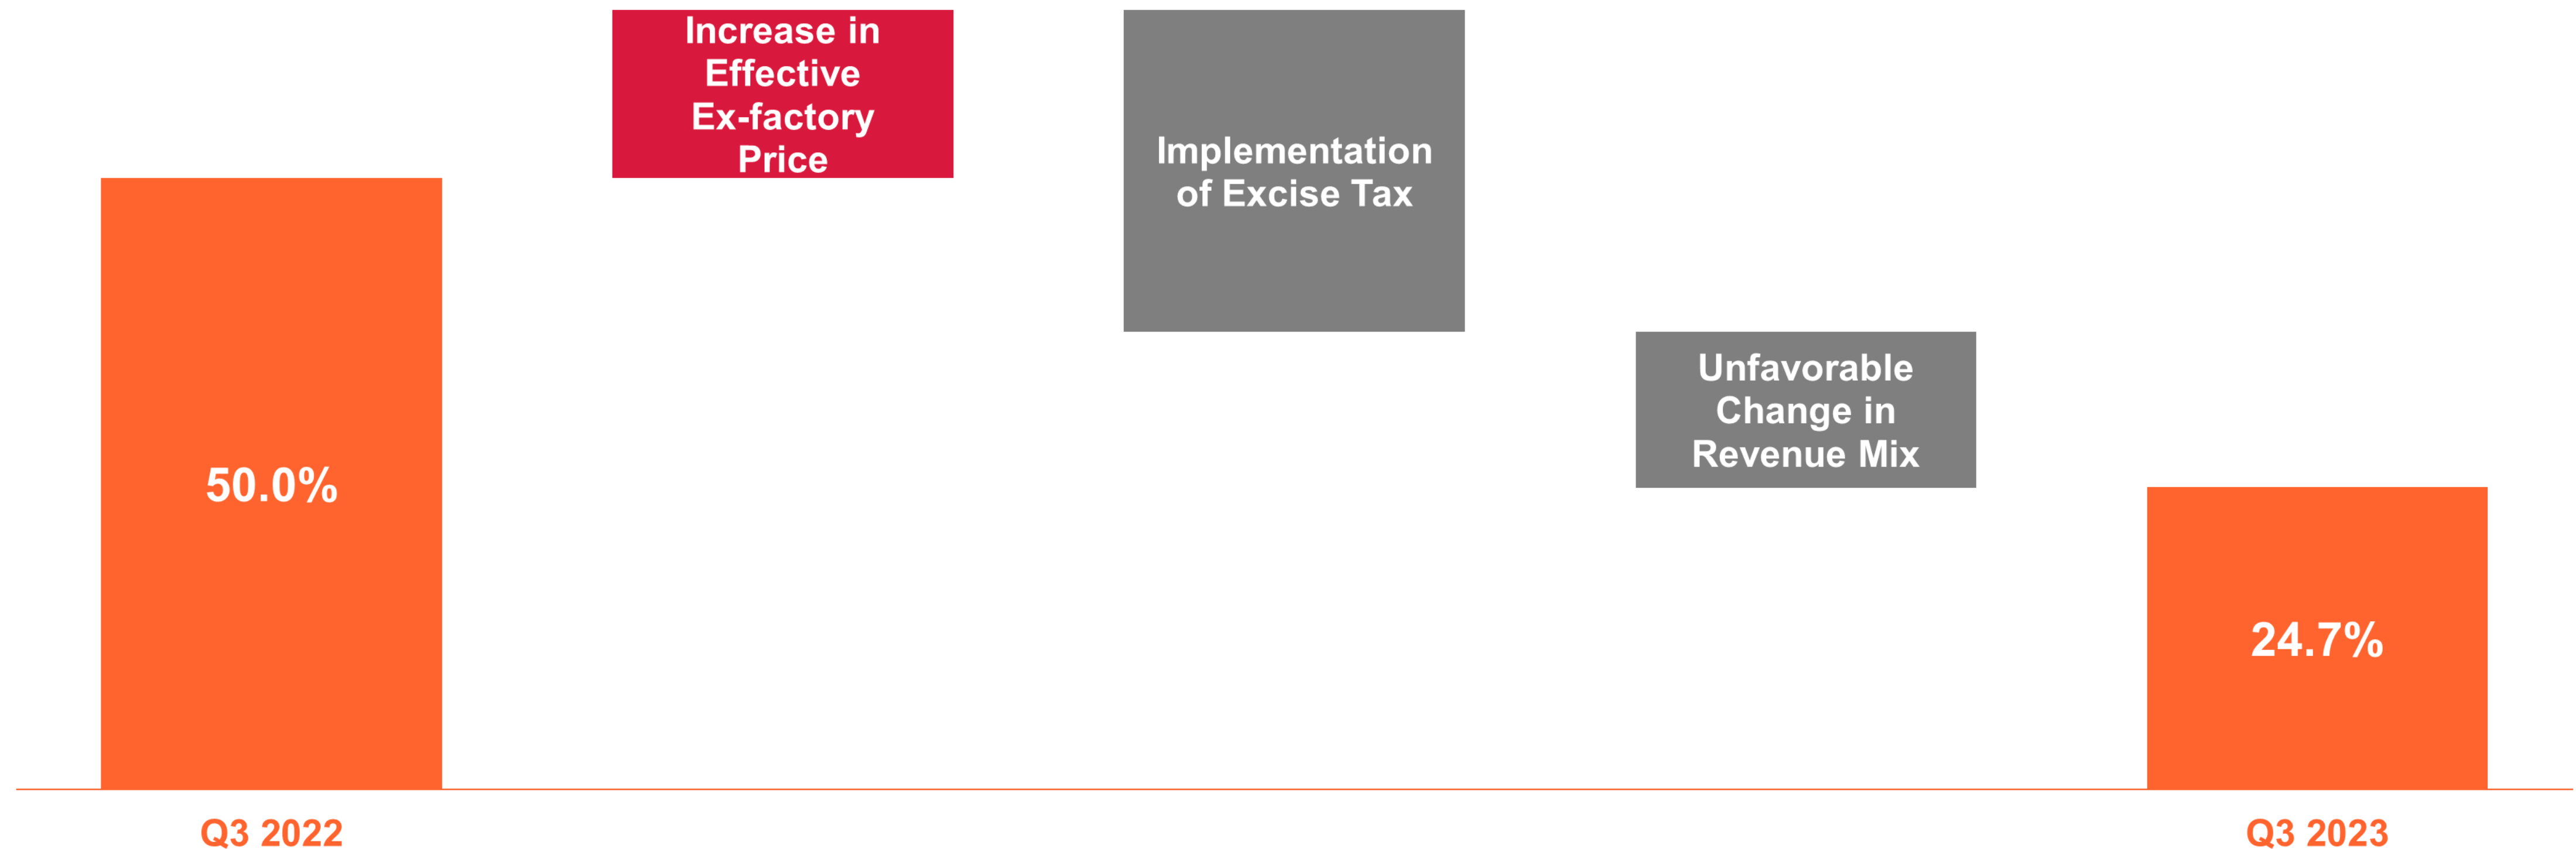 Increase in
Effective
Ex-factory
Price
Implementation
of Excise Tax
Unfavorable
Change in
Revenue Mix
50.0%
24.7%
Q3 2022
Q3 2023